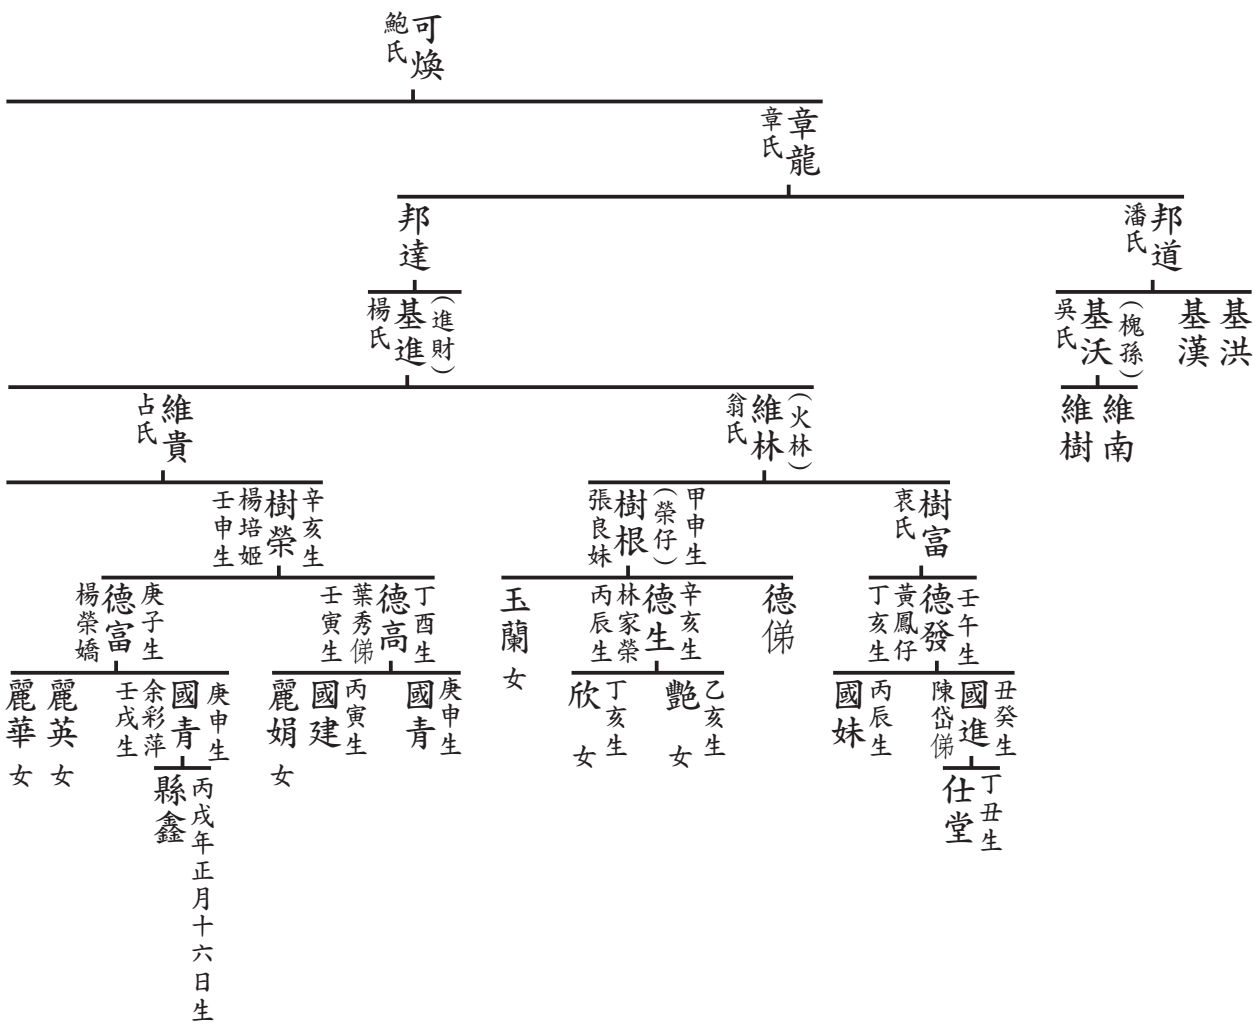 可煥
鮑氏
章龍
章氏
邦道
潘氏
邦達
基洪
基漢
(槐孫)
基沃
吳氏
(進財)
基進
楊氏
維南
維樹
(火林)
維林
翁氏
維貴
占氏
樹富
衷氏
甲申生
(榮仔)
樹根
張良妹
辛亥生
樹榮
楊培姬
壬申生
壬午生
德發
黃鳳仔
丁亥生
德俤
辛亥生
德生
林家榮
丙辰生
玉蘭 女
丁酉生
德高
葉秀俤
壬寅生
庚子生
德富
楊榮嬌
丑癸生
國進
陳岱俤
丙辰生
國妹
乙亥生
艷 女
丁亥生
欣 女
庚申生
國青
丙寅生
國建
麗娟 女
庚申生
國青
余彩萍
壬戌生
麗英 女
麗華 女
丁丑生
仕堂
丙戌年正月十六日生
縣鑫